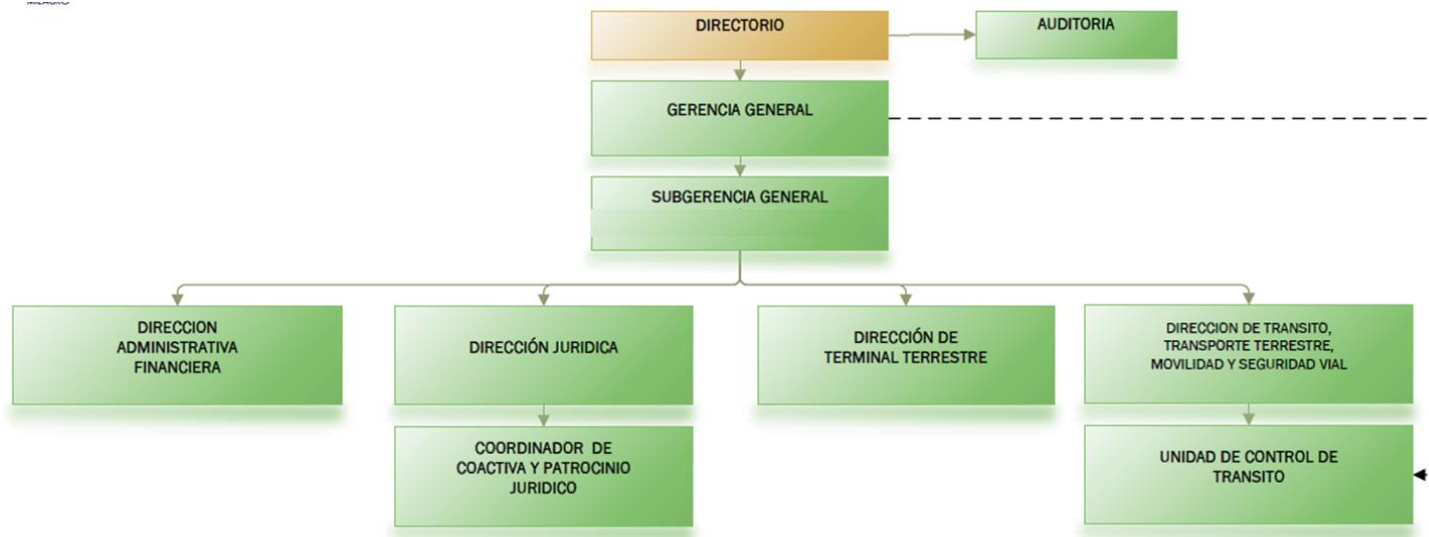 DIRECTORIO
AUDITORIA
GERENCIA GENERAL
SUBGERENCIA GENERAL
DIRECCION
ADMINISTRATIVA
FINANCIERA
DIRECCIÓN JURIDICA
DIRECCIÓN DE
TERMINAL TERRESTRE
DIRECCION DE TRANSITO,
TRANSPORTE TERRESTRE,
MOVILIDAD Y SEGURIDAD VIAL
COORDINADOR DE
COACTIVA Y PATROCINIO
JURIDICO
UNIDAD DE CONTROL DE
TRANSITO